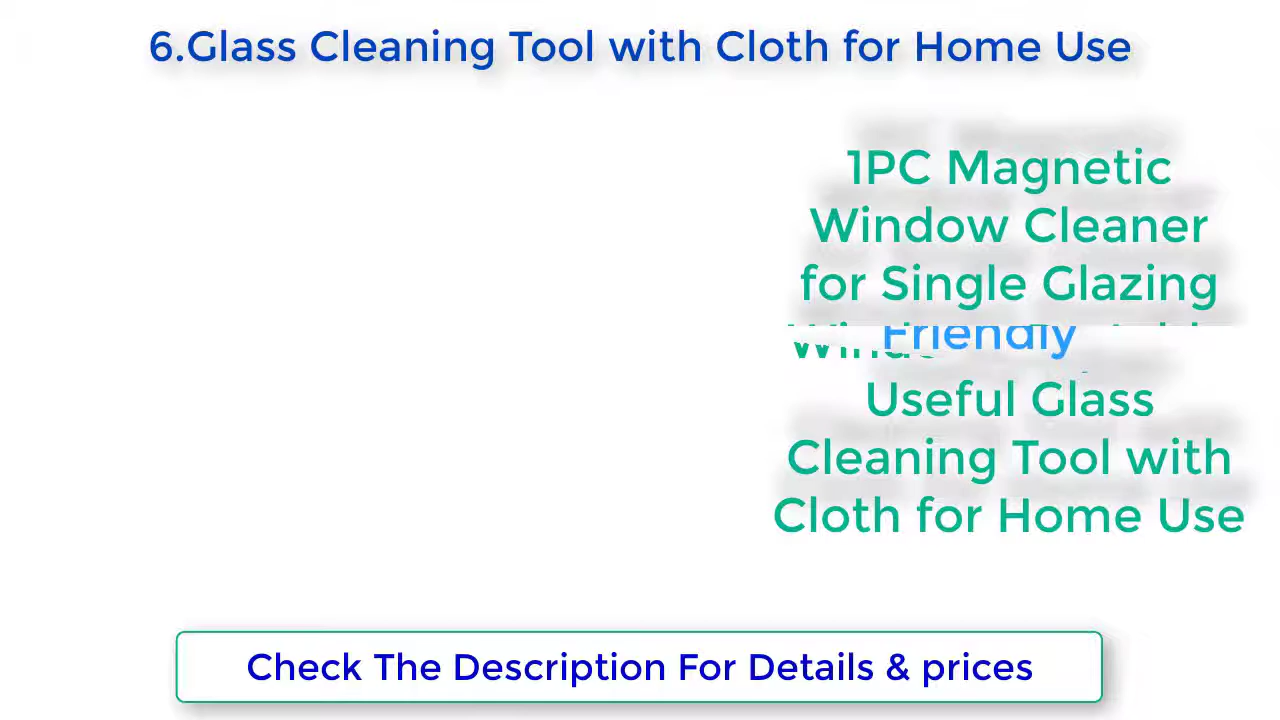 6.Glass Cleaning Tool with Cloth for Home Use
1PC Magnetic
Window Cleaner
for Single Glazing
Friendly
Useful Glass
Cleaning Tool with
Cloth for Home Use
Check The Description For Details & prices